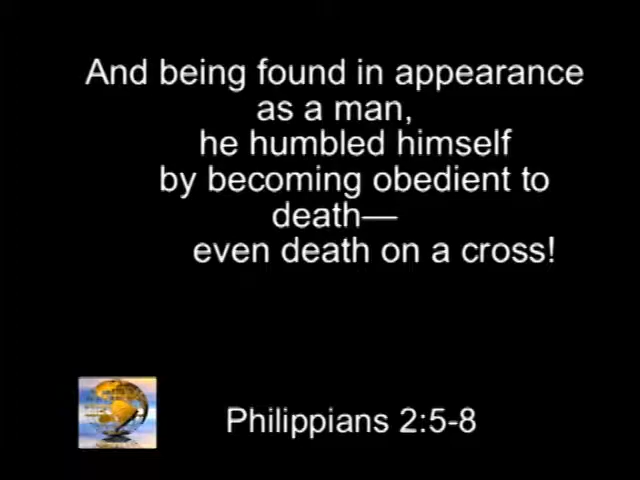 And being found in appearance
as a man,
he humbled himself
by becoming obedient to
death—
even death on a cross!
Philippians 2:5-8